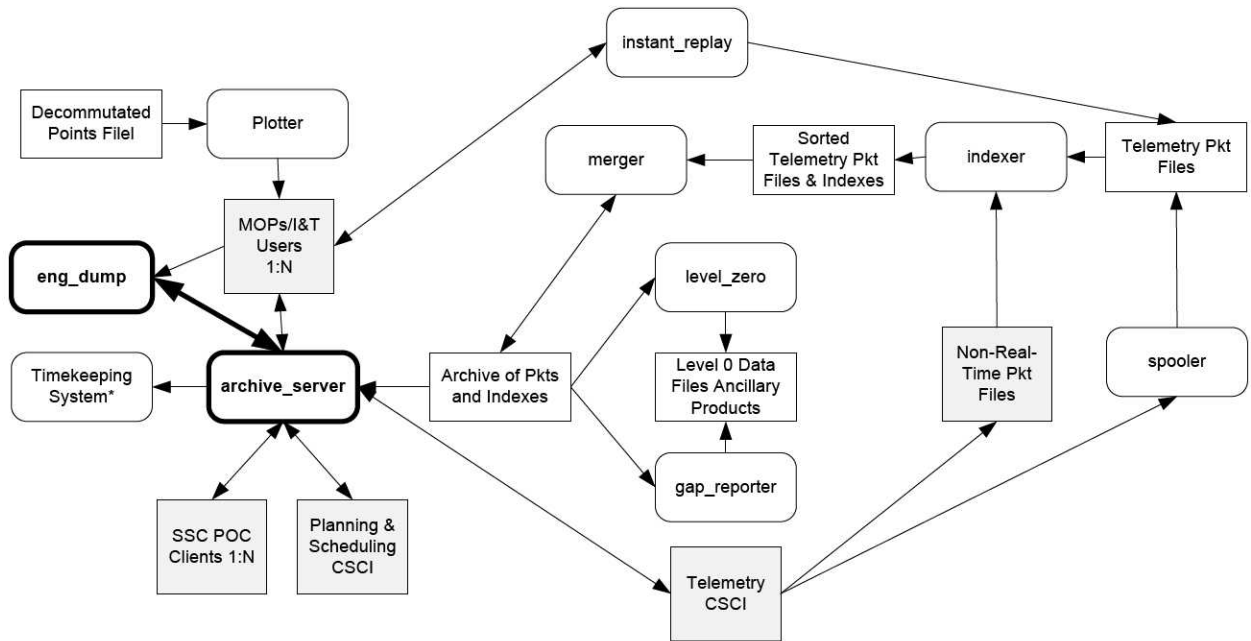 instant_replay
Decommutated
Points Filel
Plotter
merger
Sorted
Telemetry Pkt
Files & Indexes
indexer
Telemetry Pkt
Files
MOPs/I&T
Users
1:N
eng_dump
level_zero
Timekeeping
System*
archive_server
Archive of Pkts
and Indexes
Level 0 Data
Files Ancillary
Products
Non-Real-
Time Pkt
Files
spooler
gap_reporter
SSC POC
Clients 1:N
Planning &
Scheduling
CSCI
Telemetry
CSCI